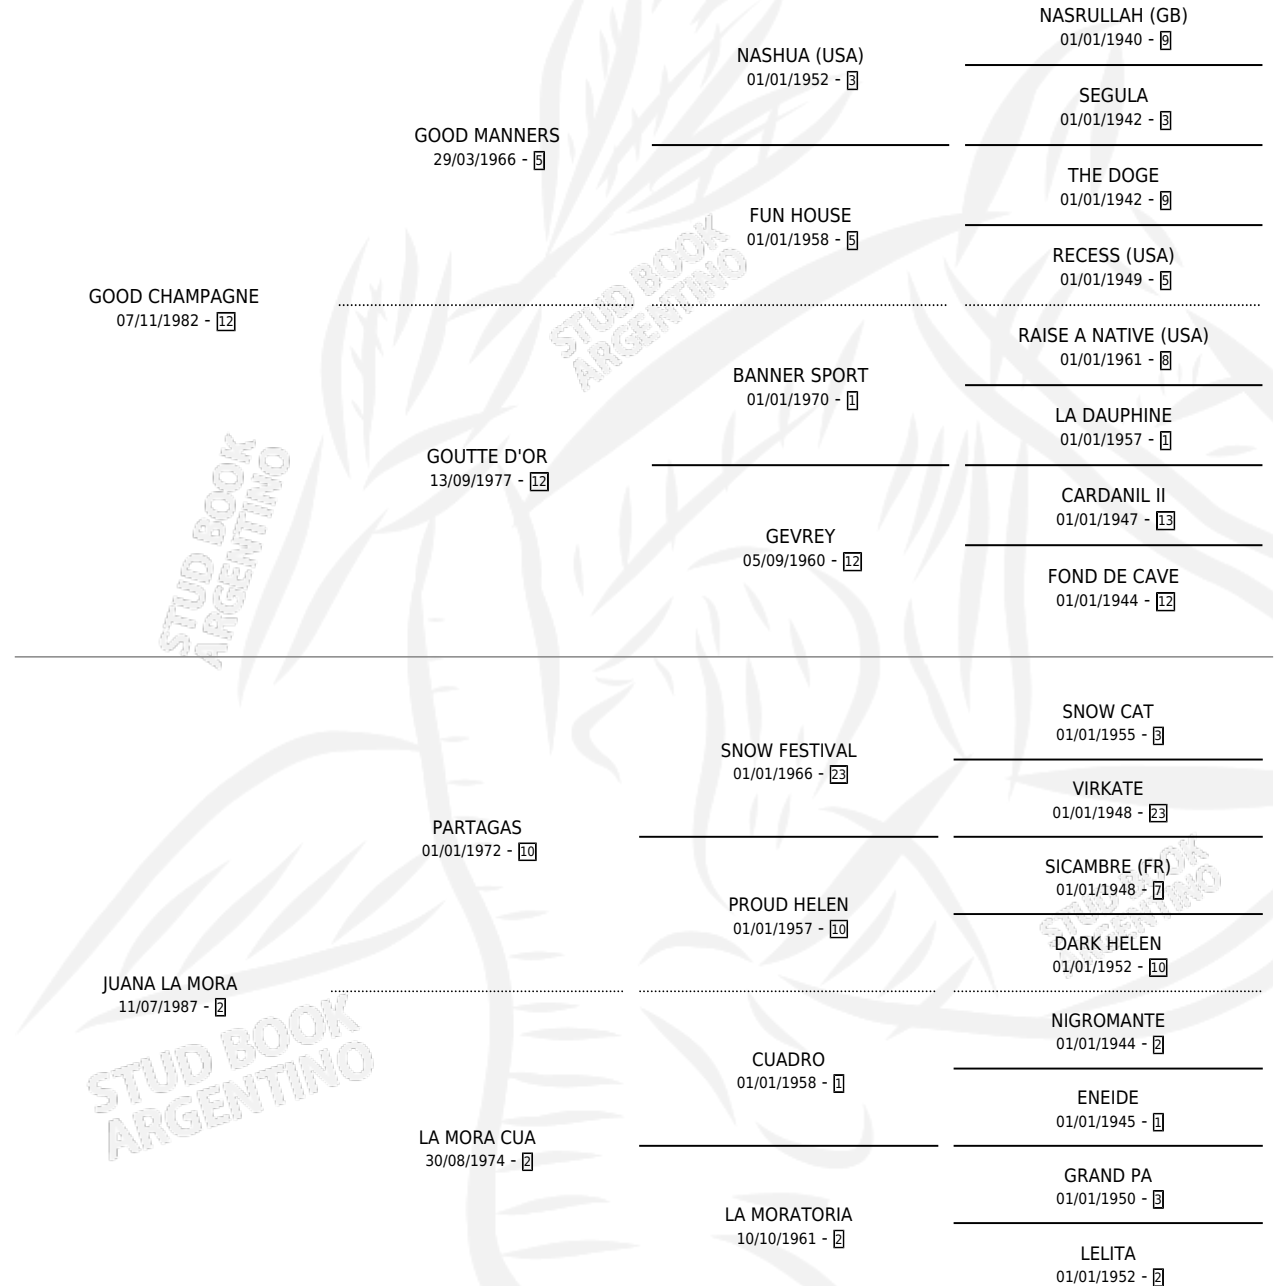 NASRULLAH (GB)
01/01/1940 - 9
NASHUA (USA)
01/01/1952 - 3
SEGULA
01/01/1942 - 3
GOOD MANNERS
29/03/1966 - 5
THE DOGE
01/01/1942 - 9
FUN HOUSE
01/01/1958 - 5
RECESS (USA)
01/01/1949 - 5
GOOD CHAMPAGNE
07/11/1982 - 12
RAISE A NATIVE (USA)
01/01/1961 - 8
BANNER SPORT
01/01/1970 - 1
LA DAUPHINE
01/01/1957 - 1
GOUTTE D'OR
13/09/1977 - 12
CARDANIL II
01/01/1947 - 13
GEVREY
05/09/1960 - 12
FOND DE CAVE
01/01/1944 - 12
SNOW CAT
01/01/1955 - 3
SNOW FESTIVAL
01/01/1966 - 23
VIRKATE
01/01/1948 - 23
PARTAGAS
01/01/1972 - 10
SICAMBRE (FR)
01/01/1948 - 7
PROUD HELEN
01/01/1957 - 10
DARK HELEN
01/01/1952 - 10
JUANA LA MORA
11/07/1987 - 2
NIGROMANTE
01/01/1944 - 2
CUADRO
01/01/1958 - 1
ENEIDE
01/01/1945 - 1
LA MORA CUA
30/08/1974 - 2
GRAND PA
01/01/1950 - 3
LA MORATORIA
10/10/1961 - 2
LELITA
01/01/1952 - 2
STUD BOOK
ARGENTINO
STUD BOOK
ARGENTINO
STUD BOOK
ARGENTINO
STUD BOOK
ARGENTINO